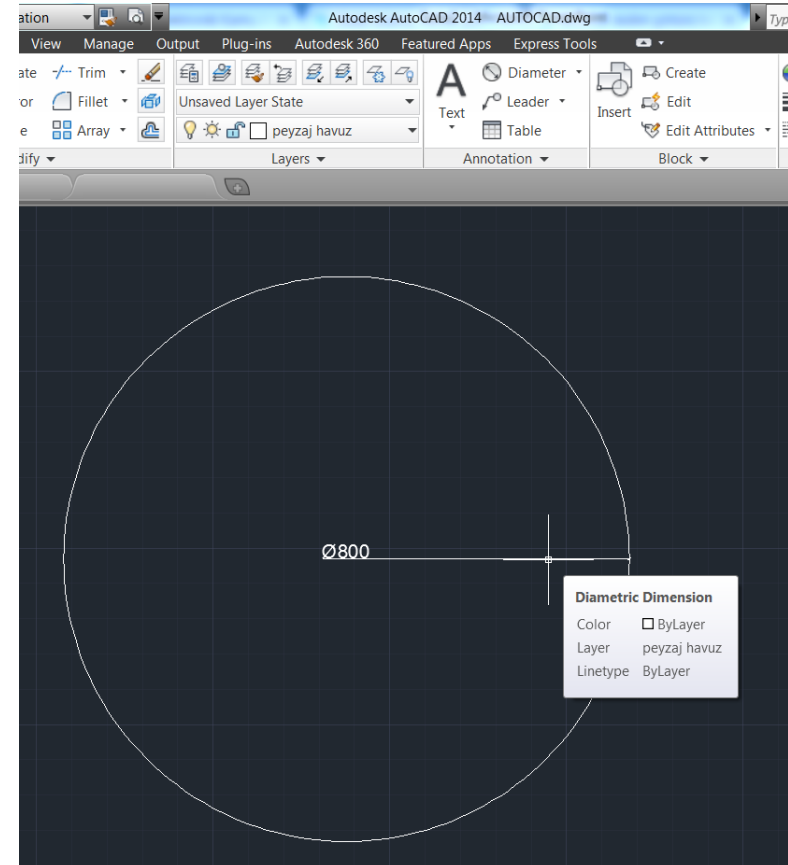 ation Autodesk AutoCAD 2014 AUTOCAD.dwg Typ
View Manage Output Plug-ins Autodesk 360 Featured Apps Express Tools
ate Trim Diameter Create
or Fillet Unsaved Layer State Text Leader Insert Edit
e Array peyzaj havuz Table Edit Attributes
dify Layers Annotation Block
Ø800
Diametric Dimension
Color ByLayer
Layer peyzaj havuz
Linetype ByLayer